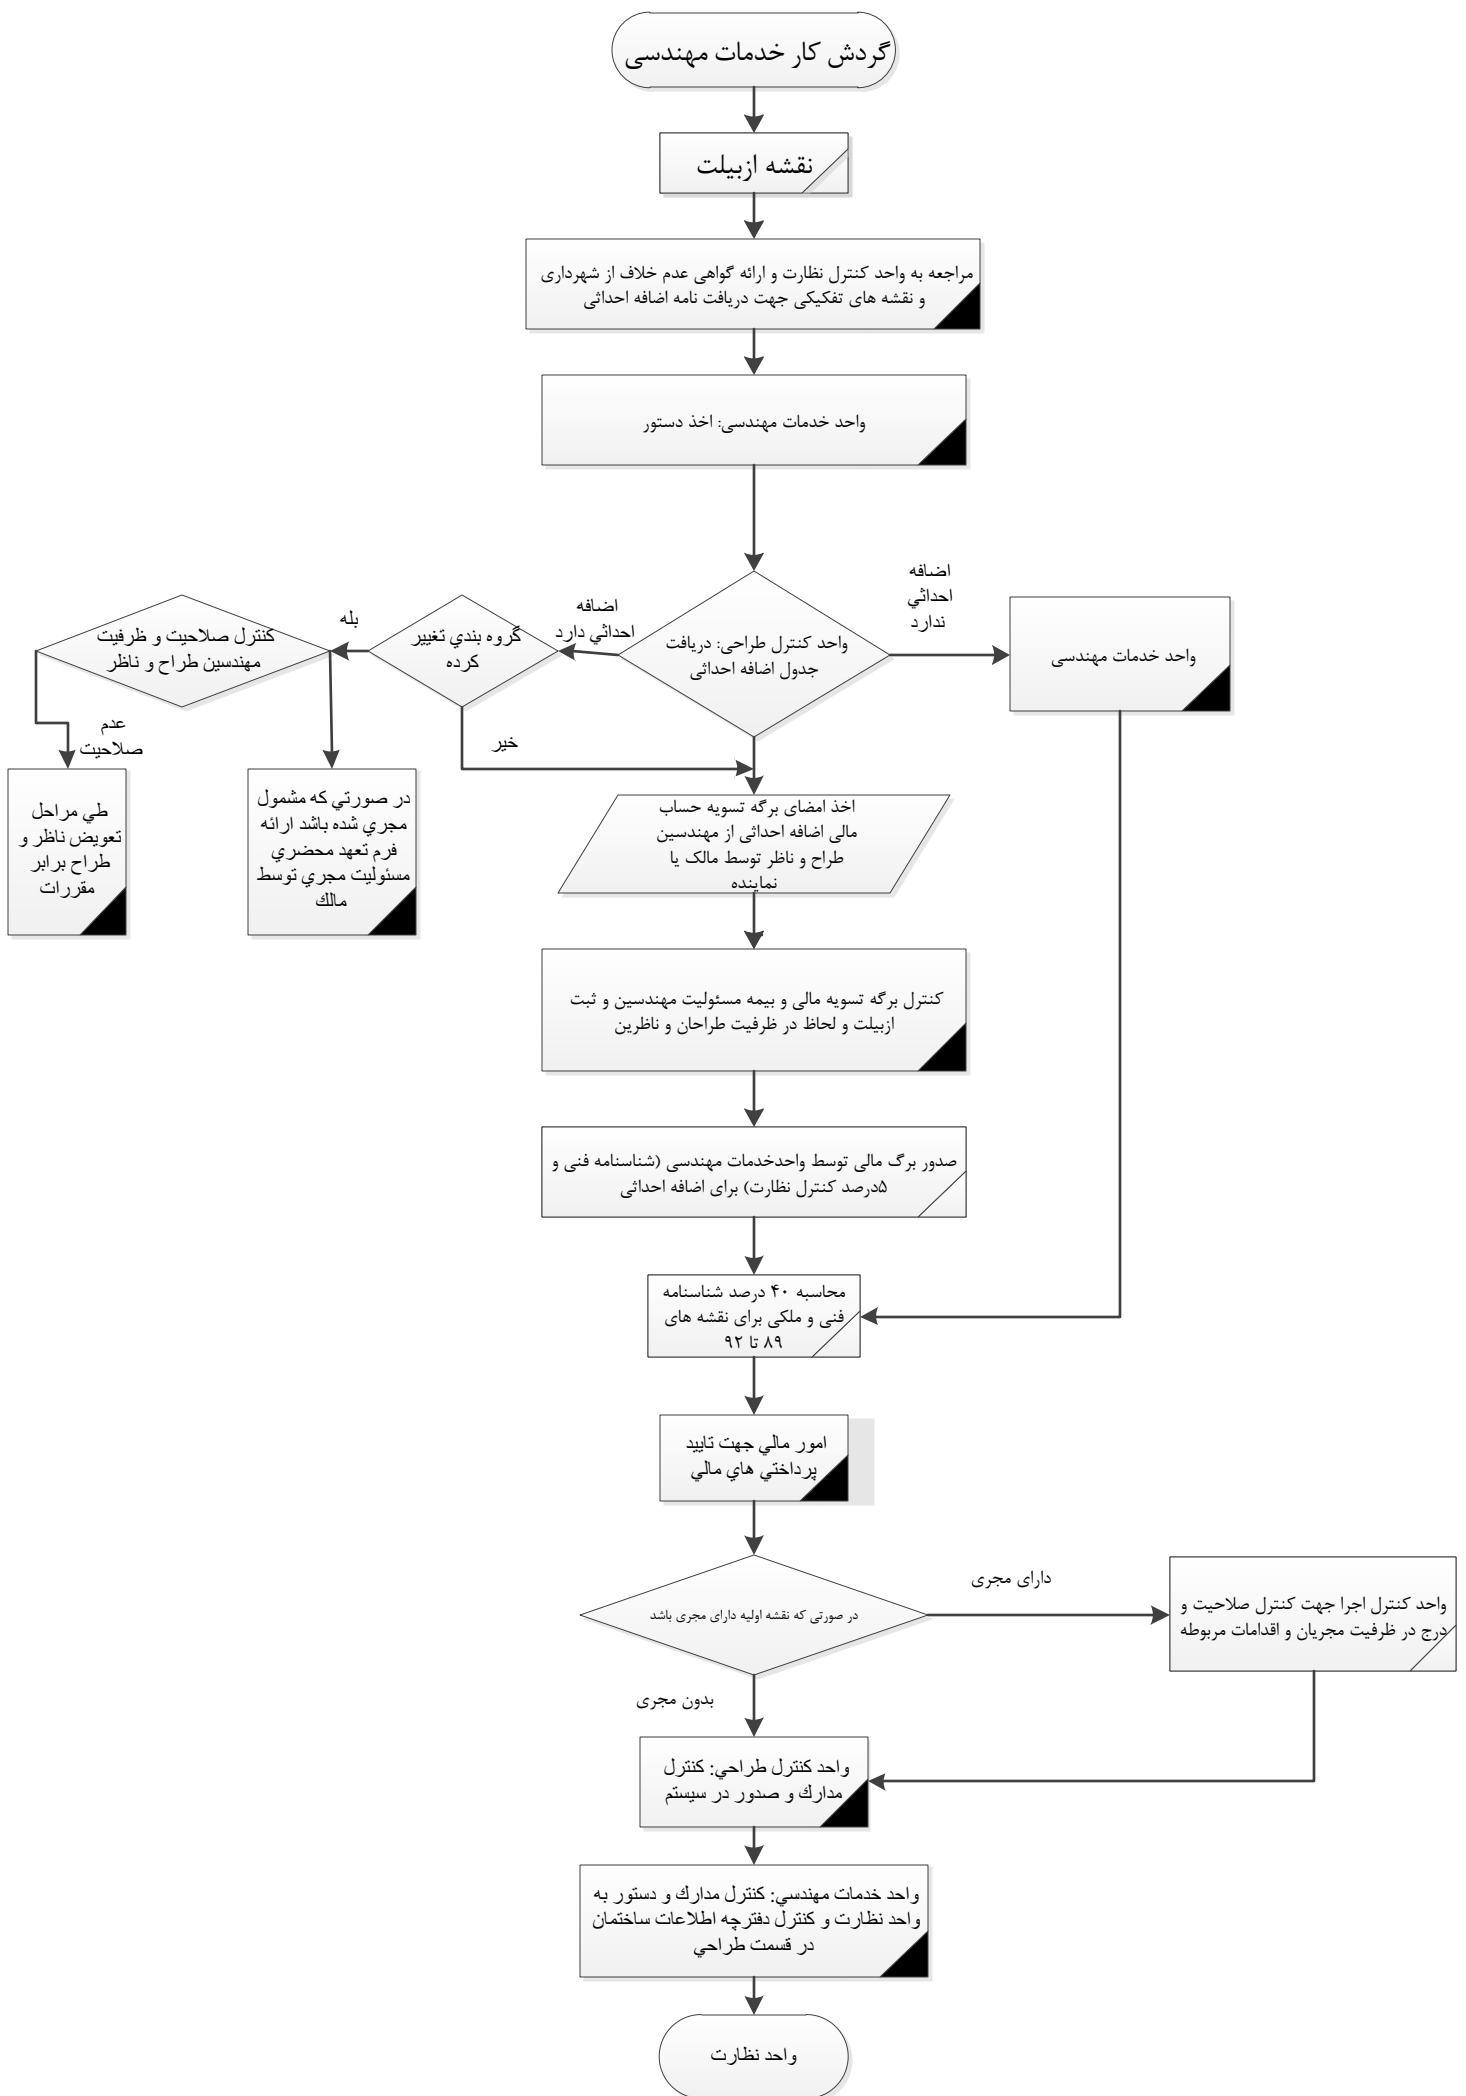 گردش کار خدمات مهندسی
نقشه ازبیلت
مراجعه به واحد کنترل نظارت و ارائه گواهی عدم خلاف از شهرداری
و نقشه های تفکیکی جهت دریافت نامه اضافه احداثی
واحد خدمات مهندسی: اخذ دستور
اضافه
احداثي
ندارد
واحد خدمات مهندسی
واحد کنترل طراحی: دریافت
جدول اضافه احداثی
اضافه
احداثي دارد
گروه بندي تغيير
كرده
بله
كنترل صلاحيت و ظرفيت
مهندسين طراح و ناظر
عدم
صلاحيت
خير
طي مراحل
تعويض ناظر و
طراح برابر
مقررات
در صورتي كه مشمول
مجري شده باشد ارائه
فرم تعهد محضري
مسئوليت مجري توسط
مالك
اخذ امضای برگه تسویه حساب
مالی اضافه احداثی از مهندسین
طراح و ناظر توسط مالک یا
نماینده
کنترل برگه تسویه مالی و بیمه مسئولیت مهندسین و ثبت
ازبیلت و لحاظ در ظرفیت طراحان و ناظرین
صدور برگ مالی توسط واحدخدمات مهندسی (شناسنامه فنی و
۵درصد کنترل نظارت) برای اضافه احداثی
محاسبه ۴۰ درصد شناسنامه
فنی و ملکی برای نقشه های
۸۹ تا ۹۲
امور مالي جهت تاييد
پرداختي هاي مالي
در صورتی که نقشه اولیه دارای مجری باشد
دارای مجری
واحد کنترل اجرا جهت کنترل صلاحیت و
درج در ظرفیت مجریان و اقدامات مربوطه
بدون مجری
واحد كنترل طراحي: كنترل
مدارك و صدور در سيستم
واحد خدمات مهندسي: كنترل مدارك و دستور به
واحد نظارت و كنترل دفترچه اطلاعات ساختمان
در قسمت طراحي
واحد نظارت